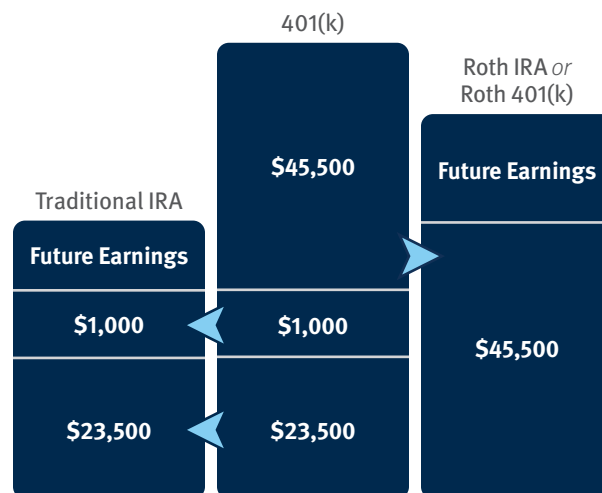 Traditional IRA
Future Earnings
$1,000
$23,500
401(k)
$45,500
$1,000
$23,500
Roth IRA or
Roth 401(k)
Future Earnings
$45,500